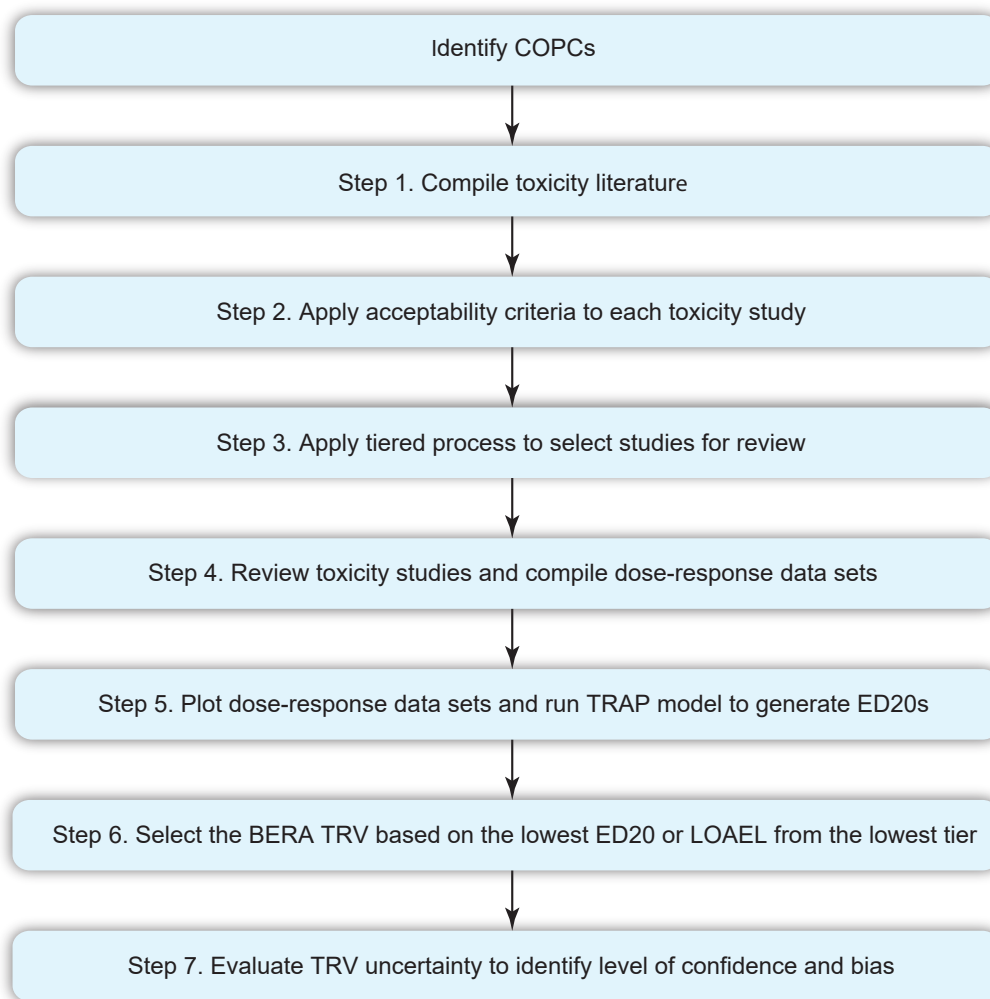 Identify COPCs
Step 1. Compile toxicity literature
Step 2. Apply acceptability criteria to each toxicity study
Step 3. Apply tiered process to select studies for review
Step 4. Review toxicity studies and compile dose-response data sets
Step 5. Plot dose-response data sets and run TRAP model to generate ED20s
Step 6. Select the BERA TRV based on the lowest ED20 or LOAEL from the lowest tier
Step 7. Evaluate TRV uncertainty to identify level of confidence and bias